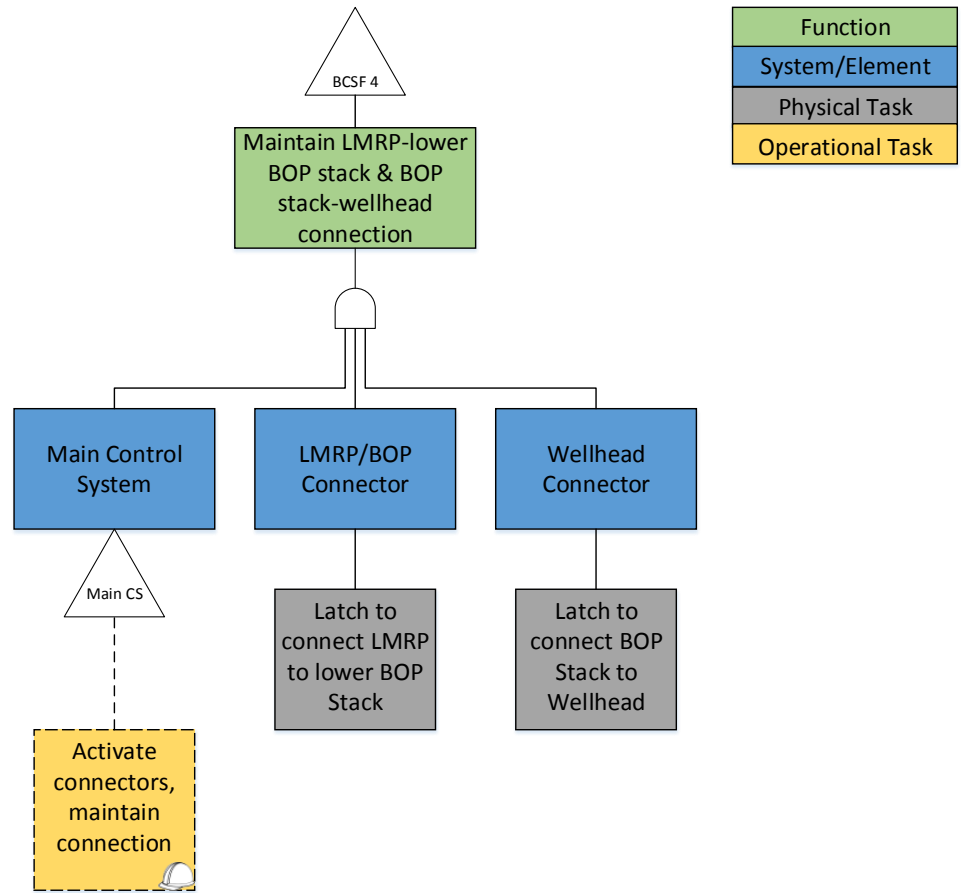 BCSF 4
Function
System/Element
Physical Task
Operational Task
Maintain LMRP-lower
BOP stack & BOP
stack-wellhead
connection
Main Control
System
LMRP/BOP
Connector
Wellhead
Connector
Main CS
Latch to
connect LMRP
to lower BOP
Stack
Latch to
connect BOP
Stack to
Wellhead
Activate
connectors,
maintain
connection